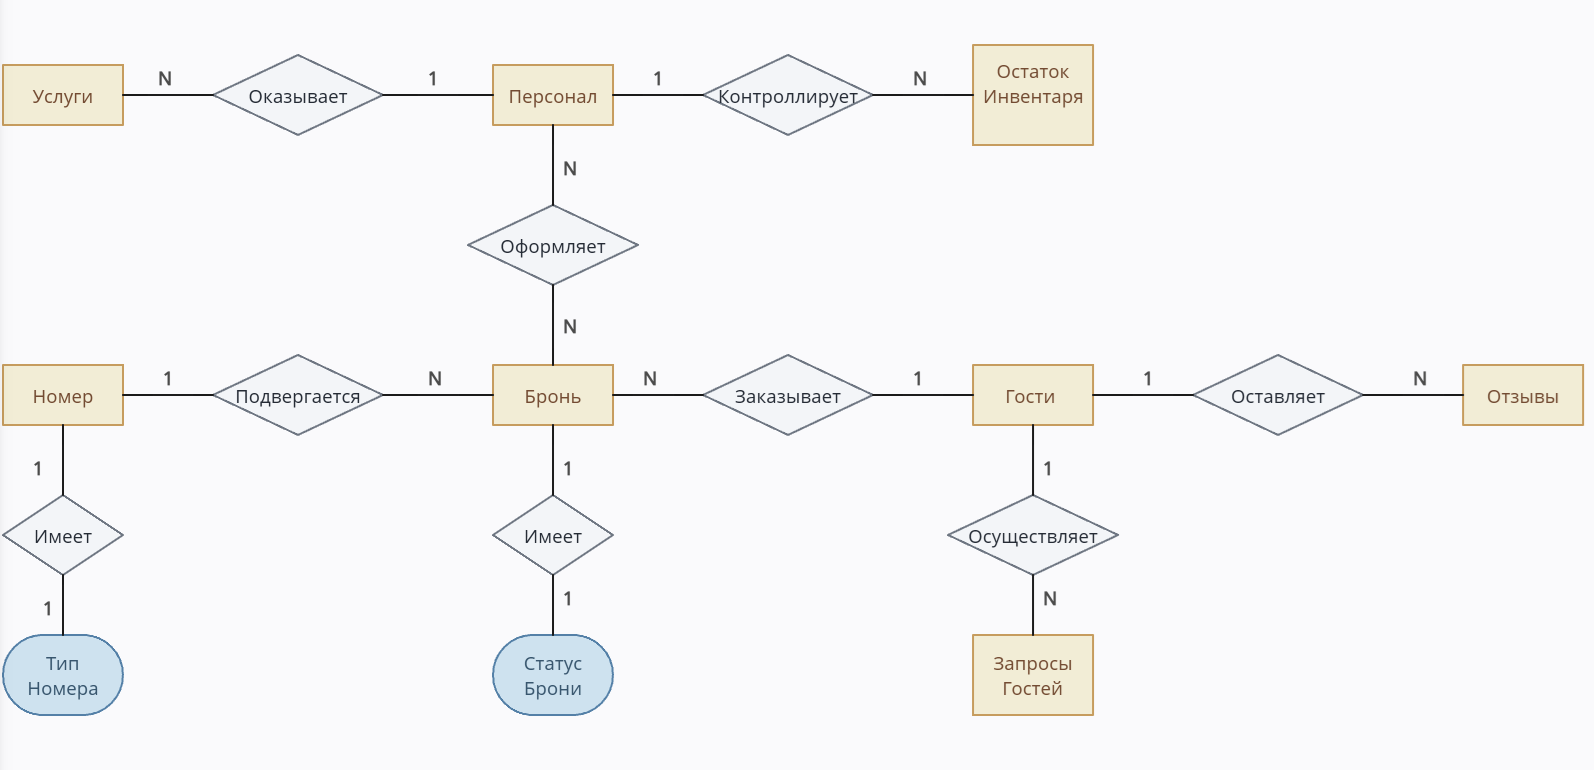 Услуги
N
Оказывает
1
Персонал
1
Контроллирует
N
Остаток
Инвентаря
N
Оформляет
N
Номер
1
Подвергается
N
Бронь
N
Заказывает
1
Гости
1
Оставляет
N
Отзывы
1
1
1
Имеет
Имеет
Осуществляет
1
1
N
Тип
Номера
Статус
Брони
Запросы
Гостей